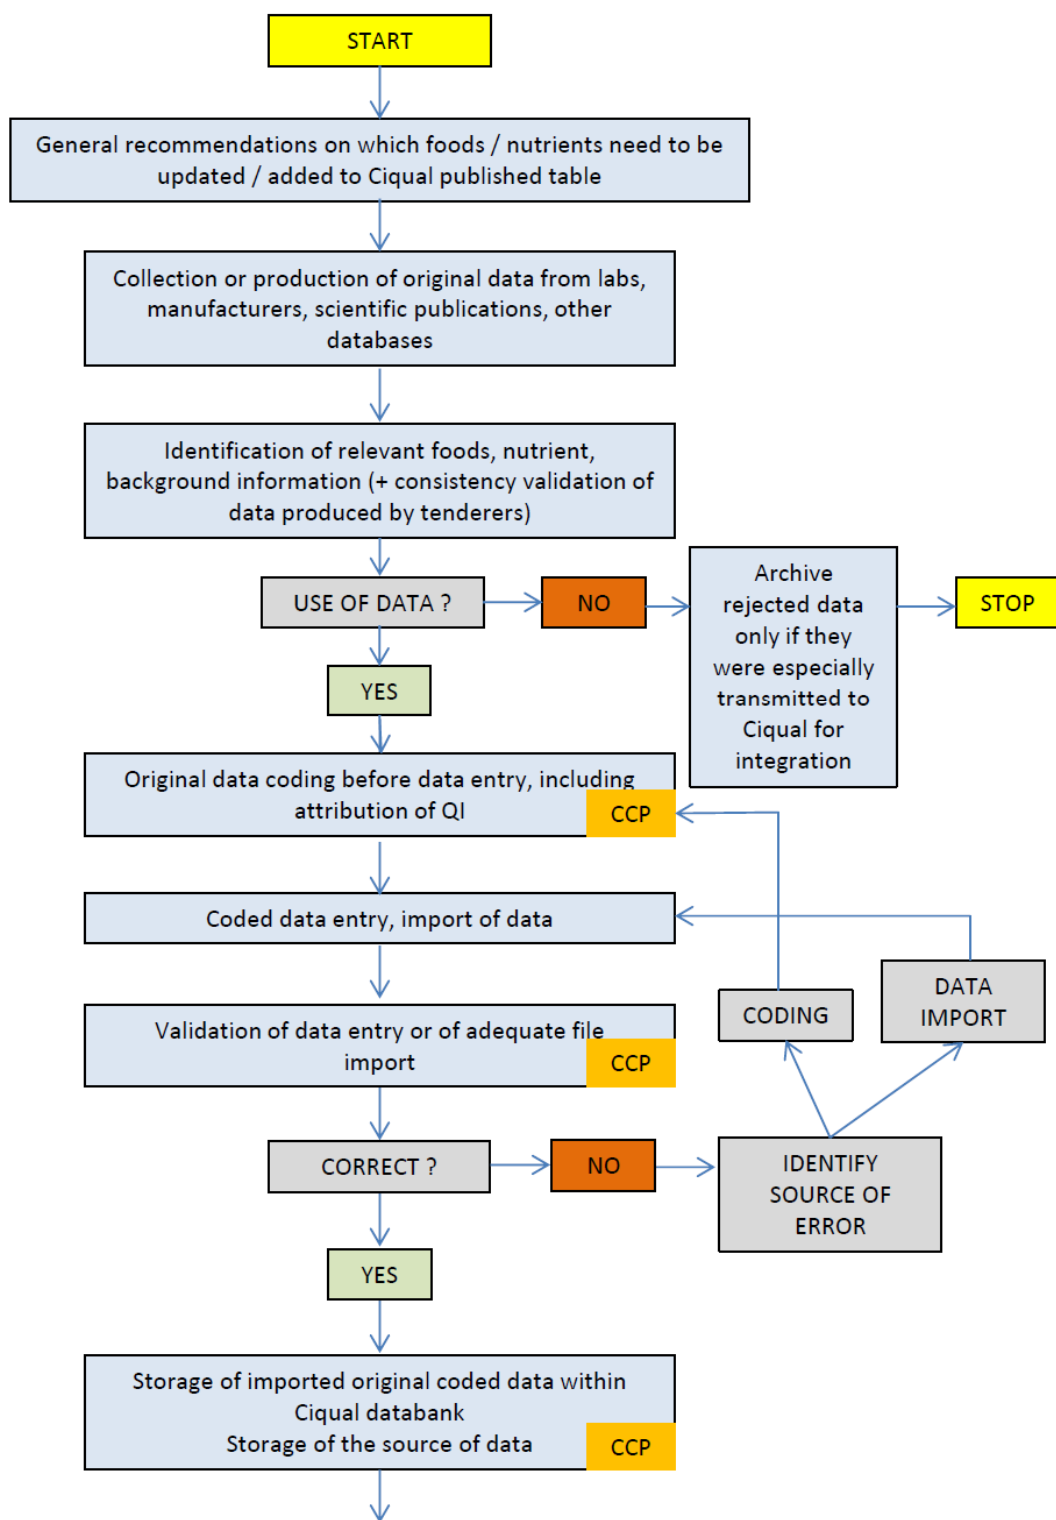 START
General recommendations on which foods / nutrients need to be
updated / added to Ciqual published table
Collection or production of original data from labs,
manufacturers, scientific publications, other
databases
Identification of relevant foods, nutrient,
background information (+ consistency validation of
data produced by tenderers)
USE OF DATA ?
NO
Archive
rejected data
only if they
were especially
transmitted to
Ciqual for
integration
STOP
YES
Original data coding before data entry, including
attribution of QI
CCP
Coded data entry, import of data
CODING
DATA
IMPORT
Validation of data entry or of adequate file
import
CCP
CORRECT ?
NO
IDENTIFY
SOURCE OF
ERROR
YES
Storage of imported original coded data within
Ciqual databank
Storage of the source of data
CCP